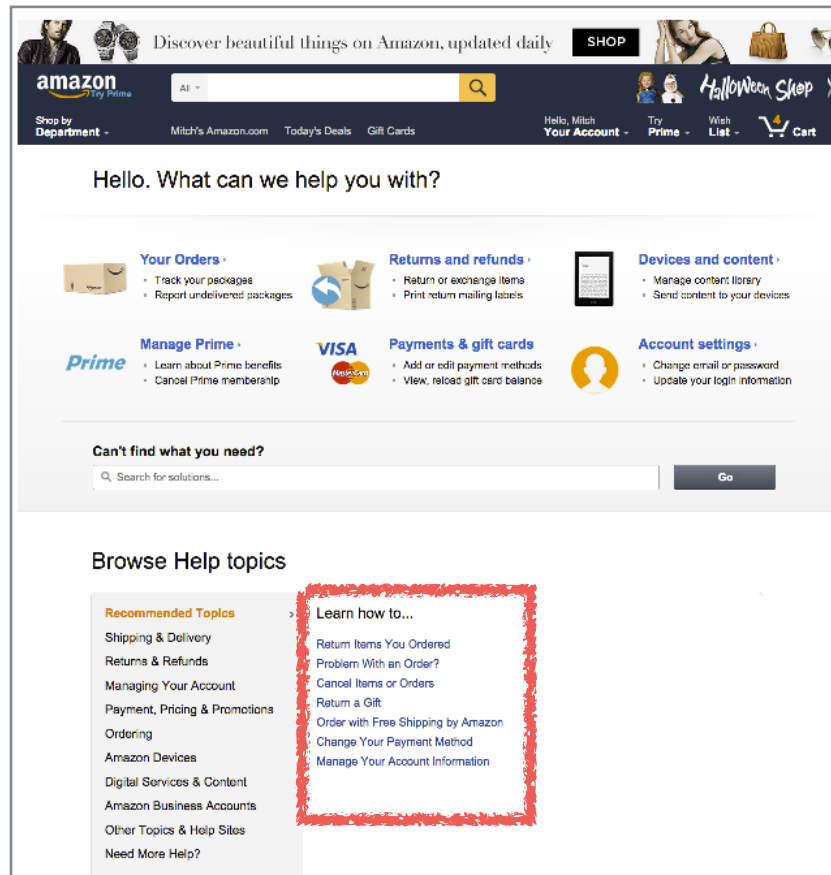 Discover beautiful things on Amazon, updated daily SHOP
amazon
Try Prime
All
Halloween Shop
Shop by
Department
Mitch's Amazon.com Today's Deals Gift Cards
Hello, Mitch
Your Account
Try
Prime
Wish
List
4
Cart
Hello. What can we help you with?
Your Orders
Track your packages
Report undelivered packages
Returns and refunds
Return or exchange items
Print return mailing labels
Devices and content
Manage content library
Send content to your devices
Prime
Manage Prime
Learn about Prime benefits
Cancel Prime membership
VISA
MasterCard
Payments & gift cards
Add or edit payment methods
View, reload gift card balance
Account settings
Change email or password
Update your login information
Can't find what you need?
Search for solutions...
Go
Browse Help topics
Recommended Topics
Shipping & Delivery
Returns & Refunds
Managing Your Account
Payment, Pricing & Promotions
Ordering
Amazon Devices
Digital Services & Content
Amazon Business Accounts
Other Topics & Help Sites
Need More Help?
Learn how to...
Return Items You Ordered
Problem With an Order?
Cancel Items or Orders
Return a Gift
Order with Free Shipping by Amazon
Change Your Payment Method
Manage Your Account Information